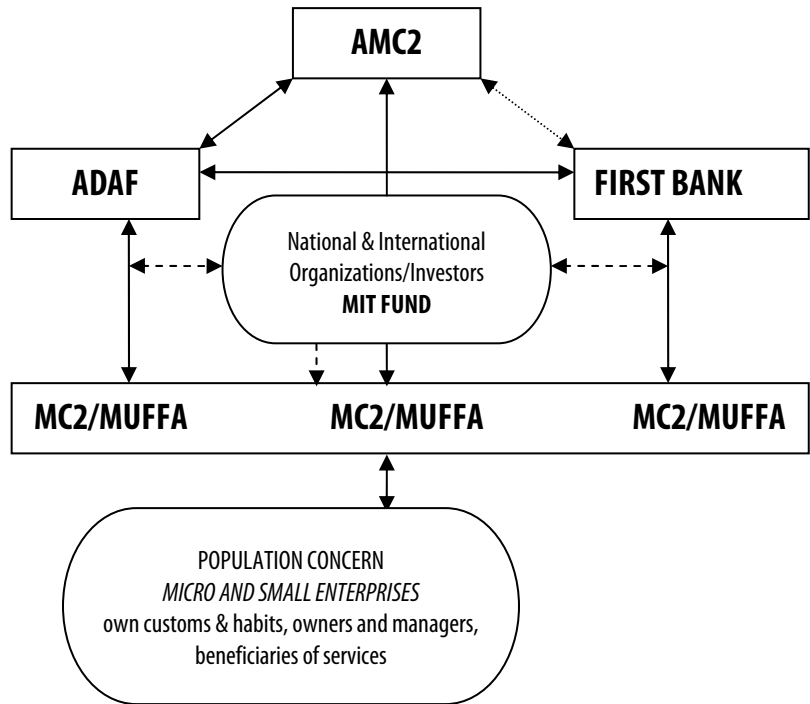 AMC2
ADAF
FIRST BANK
National & International
Organizations/Investors
MIT FUND
MC2/MUFFA
MC2/MUFFA
MC2/MUFFA
POPULATION CONCERN
MICRO AND SMALL ENTERPRISES
own customs & habits, owners and managers,
beneficiaries of services